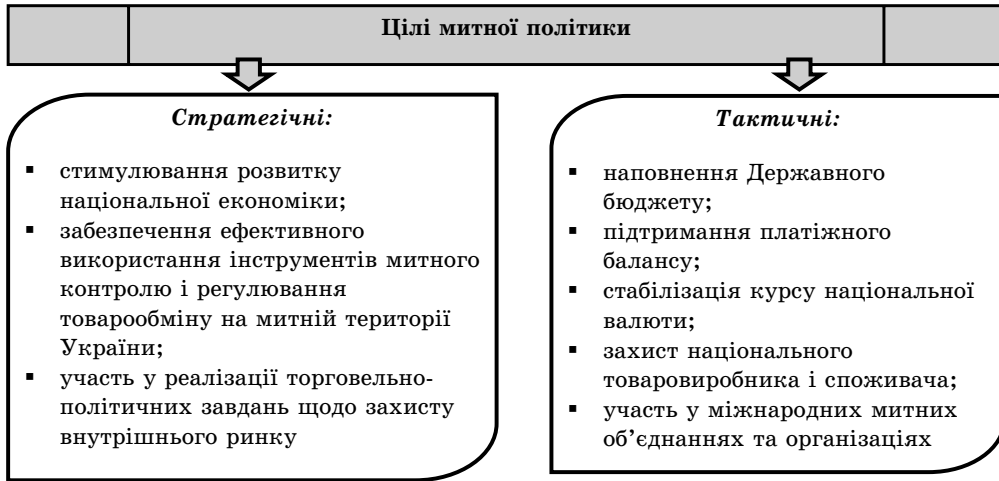 Цілі митної політики
Стратегічні:
▪ стимулювання розвитку
національної економіки;
▪ забезпечення ефективного
використання інструментів митного
контролю і регулювання
товарообміну на митній території
України;
▪ участь у реалізації торговельно-
політичних завдань щодо захисту
внутрішнього ринку
Тактичні:
▪ наповнення Державного
бюджету;
▪ підтримання платіжного
балансу;
▪ стабілізація курсу національної
валюти;
▪ захист національного
товаровиробника і споживача;
▪ участь у міжнародних митних
об’єднаннях та організаціях